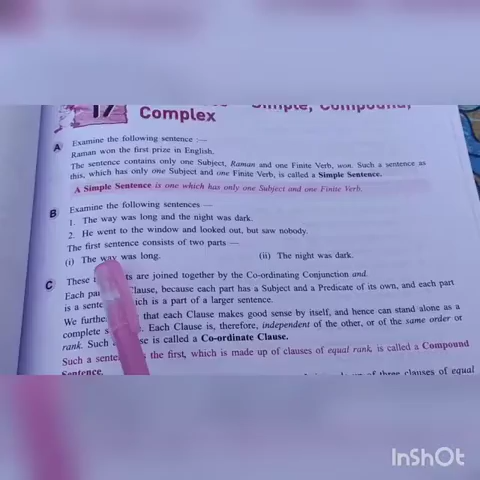 17
Simple, Compound,
Complex
A Examine the following sentence :—
Raman won the first prize in English.
The sentence contains only one Subject, Raman and one Finite Verb, won. Such a sentence as
this, which has only one Subject and one Finite Verb, is called a Simple Sentence.
A Simple Sentence is one which has only one Subject and one Finite Verb.
B Examine the following sentences —
1. The way was long and the night was dark.
2. He went to the window and looked out, but saw nobody.
The first sentence consists of two parts —
(i) The way was long. (ii) The night was dark.
C These are joined together by the Co-ordinating Conjunction and.
Each Clause, because each part has a Subject and a Predicate of its own, and each part
is a which is a part of a larger sentence.
We that each Clause makes good sense by itself, and hence can stand alone as a
complete Each Clause is, therefore, independent of the other, or of the same order or
rank. Such is called a Co-ordinate Clause.
Such a the first, which is made up of clauses of equal rank, is called a Compound
Sentence.
of three clauses of equal
InShOt